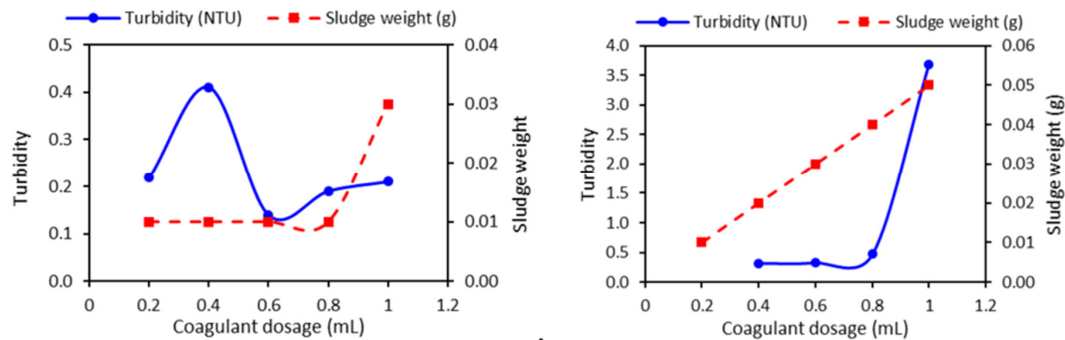 Turbidity (NTU) Sludge weight (g)
0.5 0.04
0.4 0.03
0.3
0.02
0.2
0.1 0.01
0.0 0.00
0 0.2 0.4 0.6 0.8 1 1.2
Coagulant dosage (mL)
Turbidity
Sludge weight
Turbidity (NTU) Sludge weight (g)
4.0 0.06
3.5 0.05
3.0
2.5 0.04
2.0 0.03
1.5 0.02
1.0
0.5 0.01
0.0 0.00
0 0.2 0.4 0.6 0.8 1 1.2
Coagulant dosage (mL)
Turbidity
Sludge weight (g)